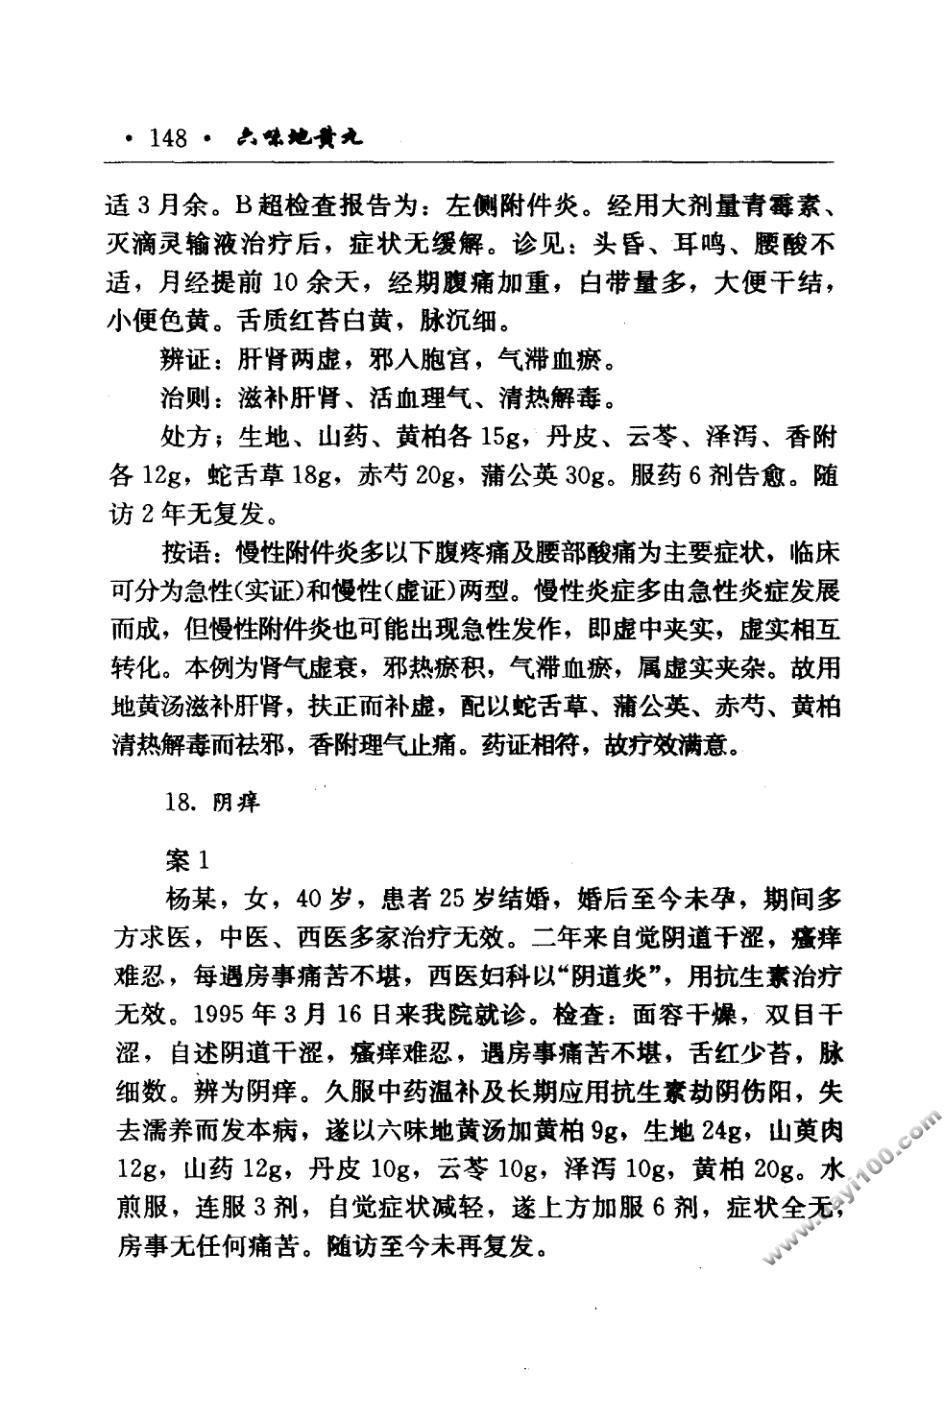 · 148 · 六味地黄丸
适 3 月余。B 超检查报告为：左侧附件炎。经用大剂量青霉素、
灭滴灵输液治疗后，症状无缓解。诊见：头昏、耳鸣、腰酸不
适，月经提前 10 余天，经期腹痛加重，白带量多，大便干结，
小便色黄。舌质红苔白黄，脉沉细。
辨证：肝肾两虚，邪入胞宫，气滞血瘀。
治则：滋补肝肾、活血理气、清热解毒。
处方；生地、山药、黄柏各 15g，丹皮、云苓、泽泻、香附
各 12g，蛇舌草 18g，赤芍 20g，蒲公英 30g。服药 6 剂告愈。随
访 2 年无复发。
按语：慢性附件炎多以下腹疼痛及腰部酸痛为主要症状，临床
可分为急性(实证)和慢性(虚证)两型。慢性炎症多由急性炎症发展
而成，但慢性附件炎也可能出现急性发作，即虚中夹实，虚实相互
转化。本例为肾气虚衰，邪热瘀积，气滞血瘀，属虚实夹杂。故用
地黄汤滋补肝肾，扶正而补虚，配以蛇舌草、蒲公英、赤芍、黄柏
清热解毒而祛邪，香附理气止痛。药证相符，故疗效满意。
18. 阴痒
案 1
杨某，女，40 岁，患者 25 岁结婚，婚后至今未孕，期间多
方求医，中医、西医多家治疗无效。二年来自觉阴道干涩，瘙痒
难忍，每遇房事痛苦不堪，西医妇科以“阴道炎”，用抗生素治疗
无效。1995 年 3 月 16 日来我院就诊。检查：面容干燥，双目干
涩，自述阴道干涩，瘙痒难忍，遇房事痛苦不堪，舌红少苔，脉
细数。辨为阴痒。久服中药温补及长期应用抗生素劫阴伤阳，失
去濡养而发本病，遂以六味地黄汤加黄柏 9g，生地 24g，山萸肉
12g，山药 12g，丹皮 10g，云苓 10g，泽泻 10g，黄柏 20g。水
煎服，连服 3 剂，自觉症状减轻，遂上方加服 6 剂，症状全无，
房事无任何痛苦。随访至今未再复发。